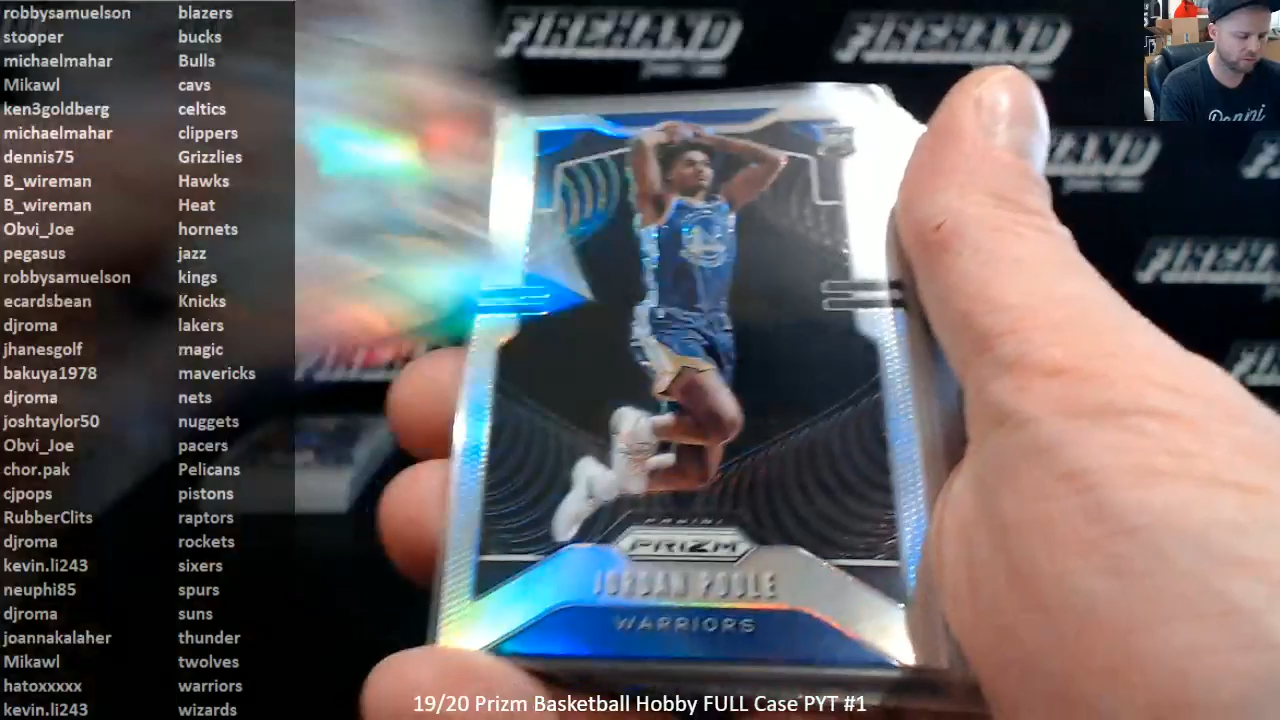 robbysamuelson blazers
stooper bucks
michaelmahar Bulls
Mikawl cavs
ken3goldberg celtics
michaelmahar clippers
dennis75 Grizzlies
B_wireman Hawks
B_wireman Heat
Obvi_Joe hornets
pegasus jazz
robbysamuelson kings
ecardsbean Knicks
djroma lakers
jhanesgolf magic
bakuya1978 mavericks
djroma nets
joshtaylor50 nuggets
Obvi_Joe pacers
chor.pak Pelicans
cjpops pistons
RubberClits raptors
djroma rockets
kevin.li243 sixers
neuphi85 spurs
djroma suns
joannakalaher thunder
Mikawl twolves
hatoxxxxx warriors
kevin.li243 wizards
FIREHAND
FIREHAND
FIREHAND
FIREHAND
PANINI
PRIZM
JORDAN POOLE
WARRIORS
19/20 Prizm Basketball Hobby FULL Case PYT #1